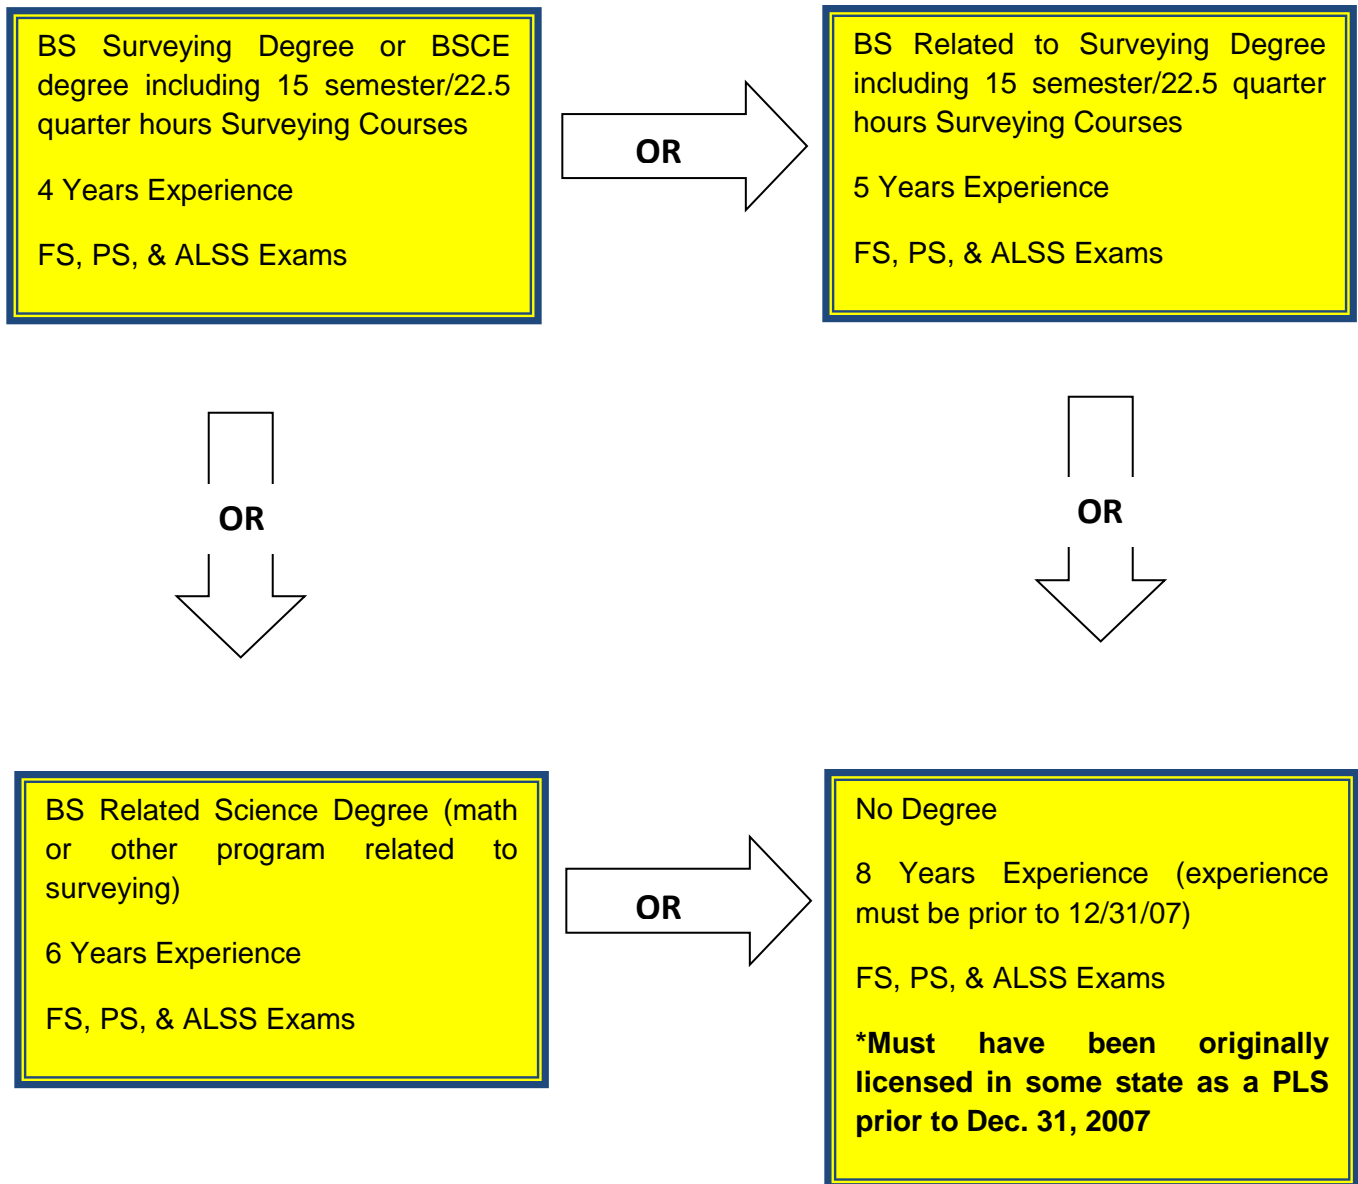 BS Surveying Degree or BSCE
degree including 15 semester/22.5
quarter hours Surveying Courses
4 Years Experience
FS, PS, & ALSS Exams
OR
BS Related to Surveying Degree
including 15 semester/22.5 quarter
hours Surveying Courses
5 Years Experience
FS, PS, & ALSS Exams
OR
OR
BS Related Science Degree (math
or other program related to
surveying)
6 Years Experience
FS, PS, & ALSS Exams
OR
No Degree
8 Years Experience (experience
must be prior to 12/31/07)
FS, PS, & ALSS Exams
*Must have been originally
licensed in some state as a PLS
prior to Dec. 31, 2007